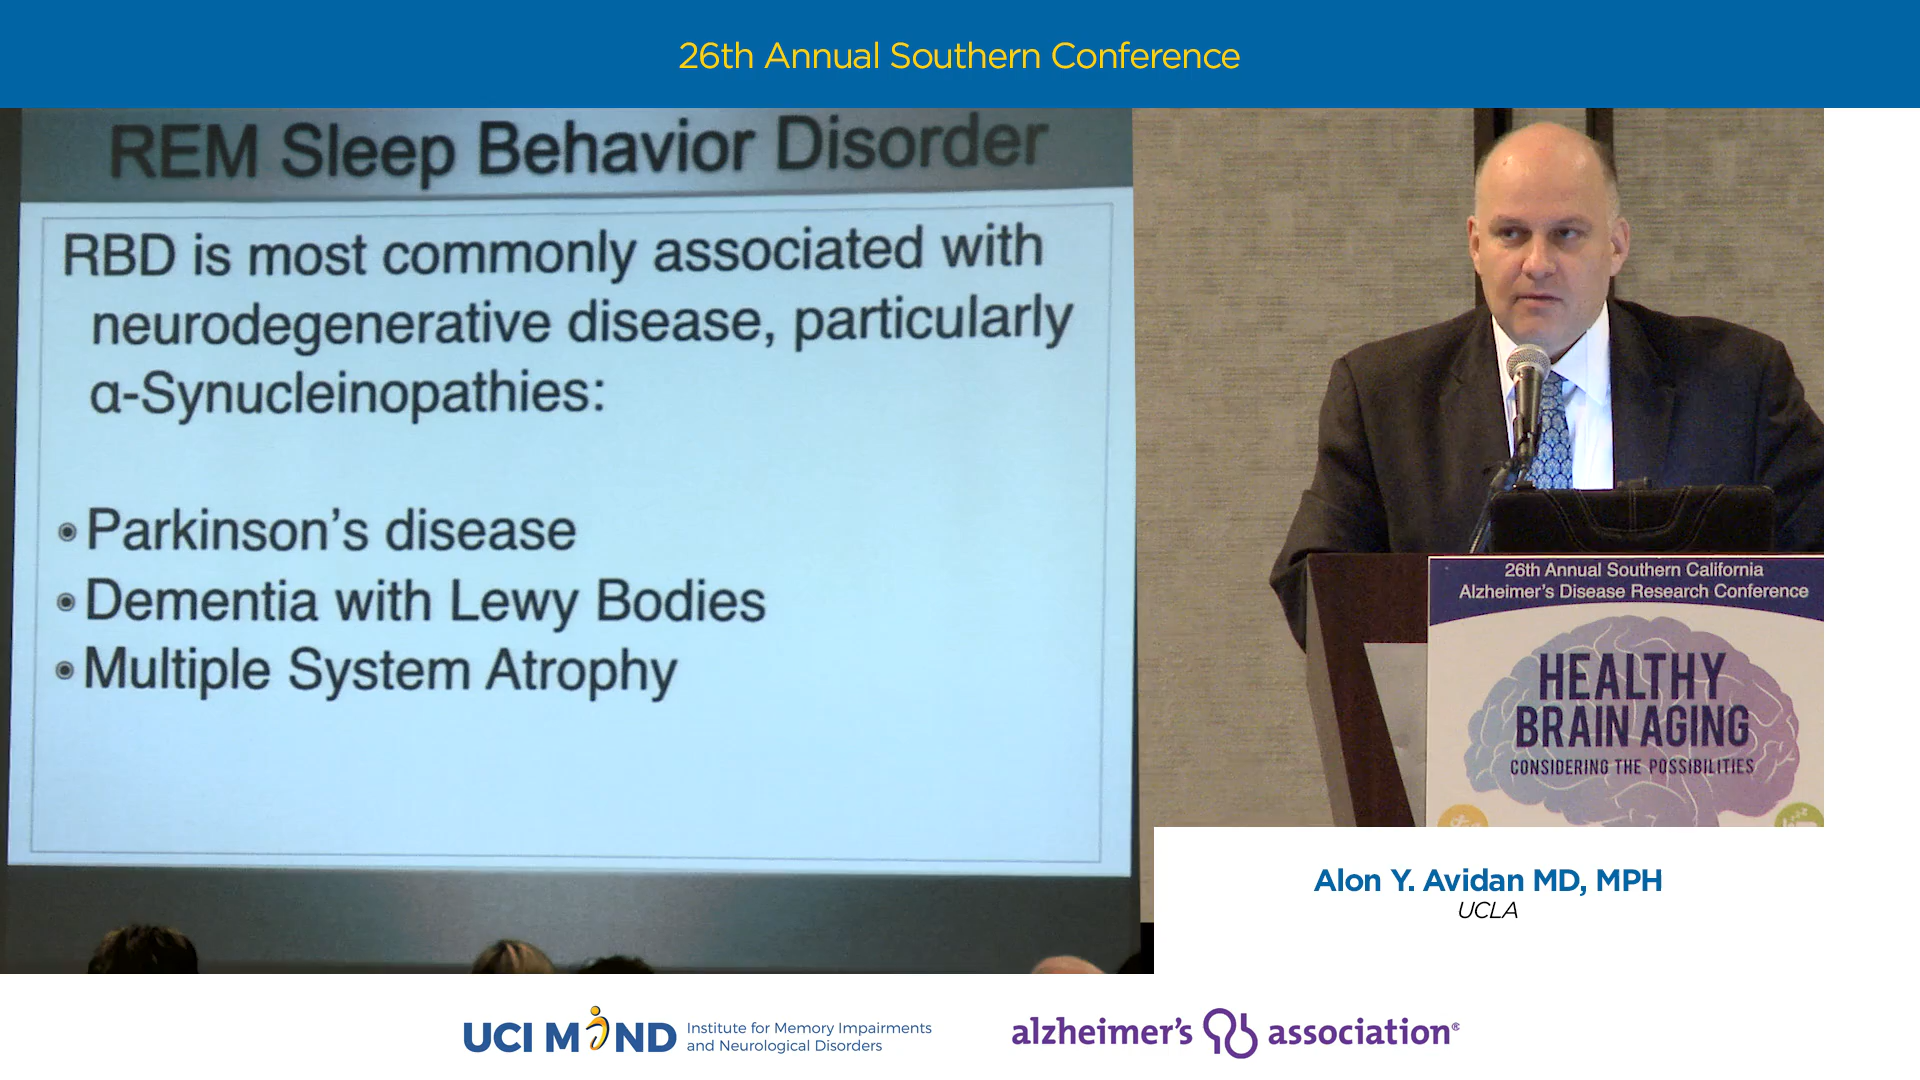 26th Annual Southern Conference
REM Sleep Behavior Disorder
RBD is most commonly associated with
neurodegenerative disease, particularly
α-Synucleinopathies:
◉ Parkinson's disease
◉ Dementia with Lewy Bodies
◉ Multiple System Atrophy
26th Annual Southern California
Alzheimer's Disease Research Conference
HEALTHY
BRAIN AGING
CONSIDERING THE POSSIBILITIES
Alon Y. Avidan MD, MPH
UCLA
UCI MIND
Institute for Memory Impairments
and Neurological Disorders
alzheimer's association®